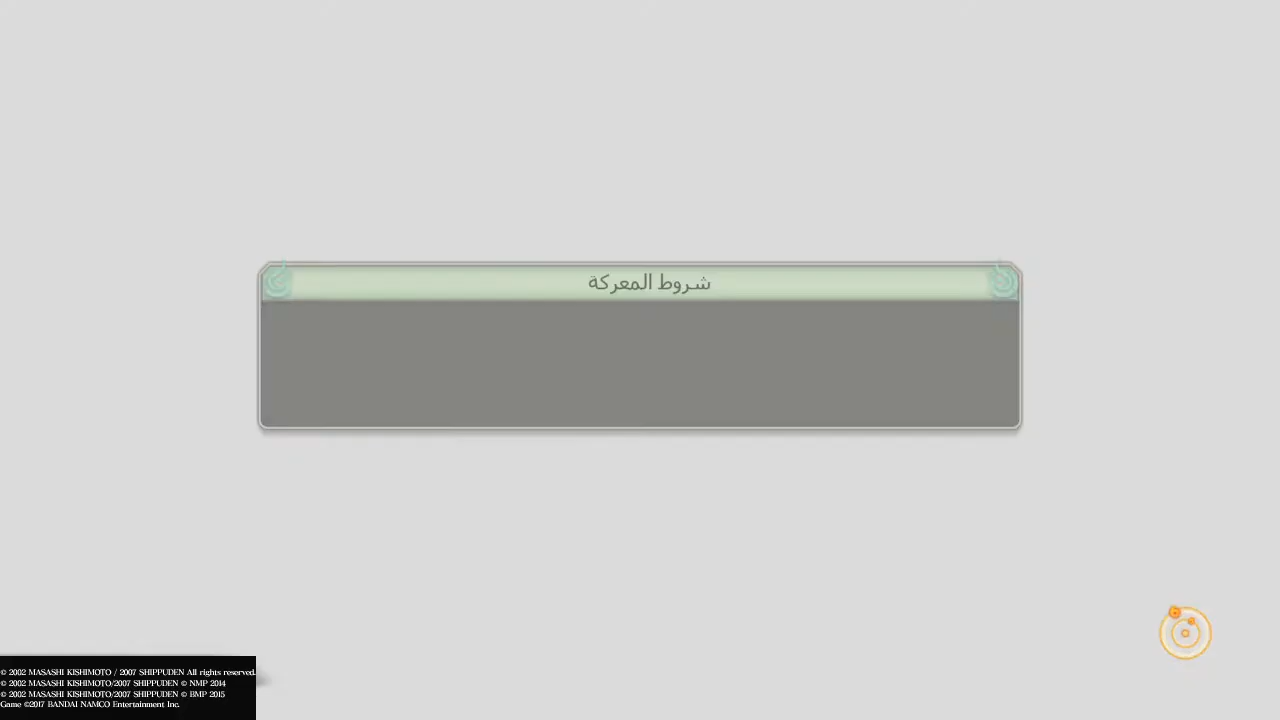 شروط المعركة
© 2002 MASASHI KISHIMOTO / 2007 SHIPPUDEN All rights reserved.
© 2002 MASASHI KISHIMOTO/2007 SHIPPUDEN © NMP 2014
© 2002 MASASHI KISHIMOTO/2007 SHIPPUDEN © BMP 2015
Game ©2017 BANDAI NAMCO Entertainment Inc.